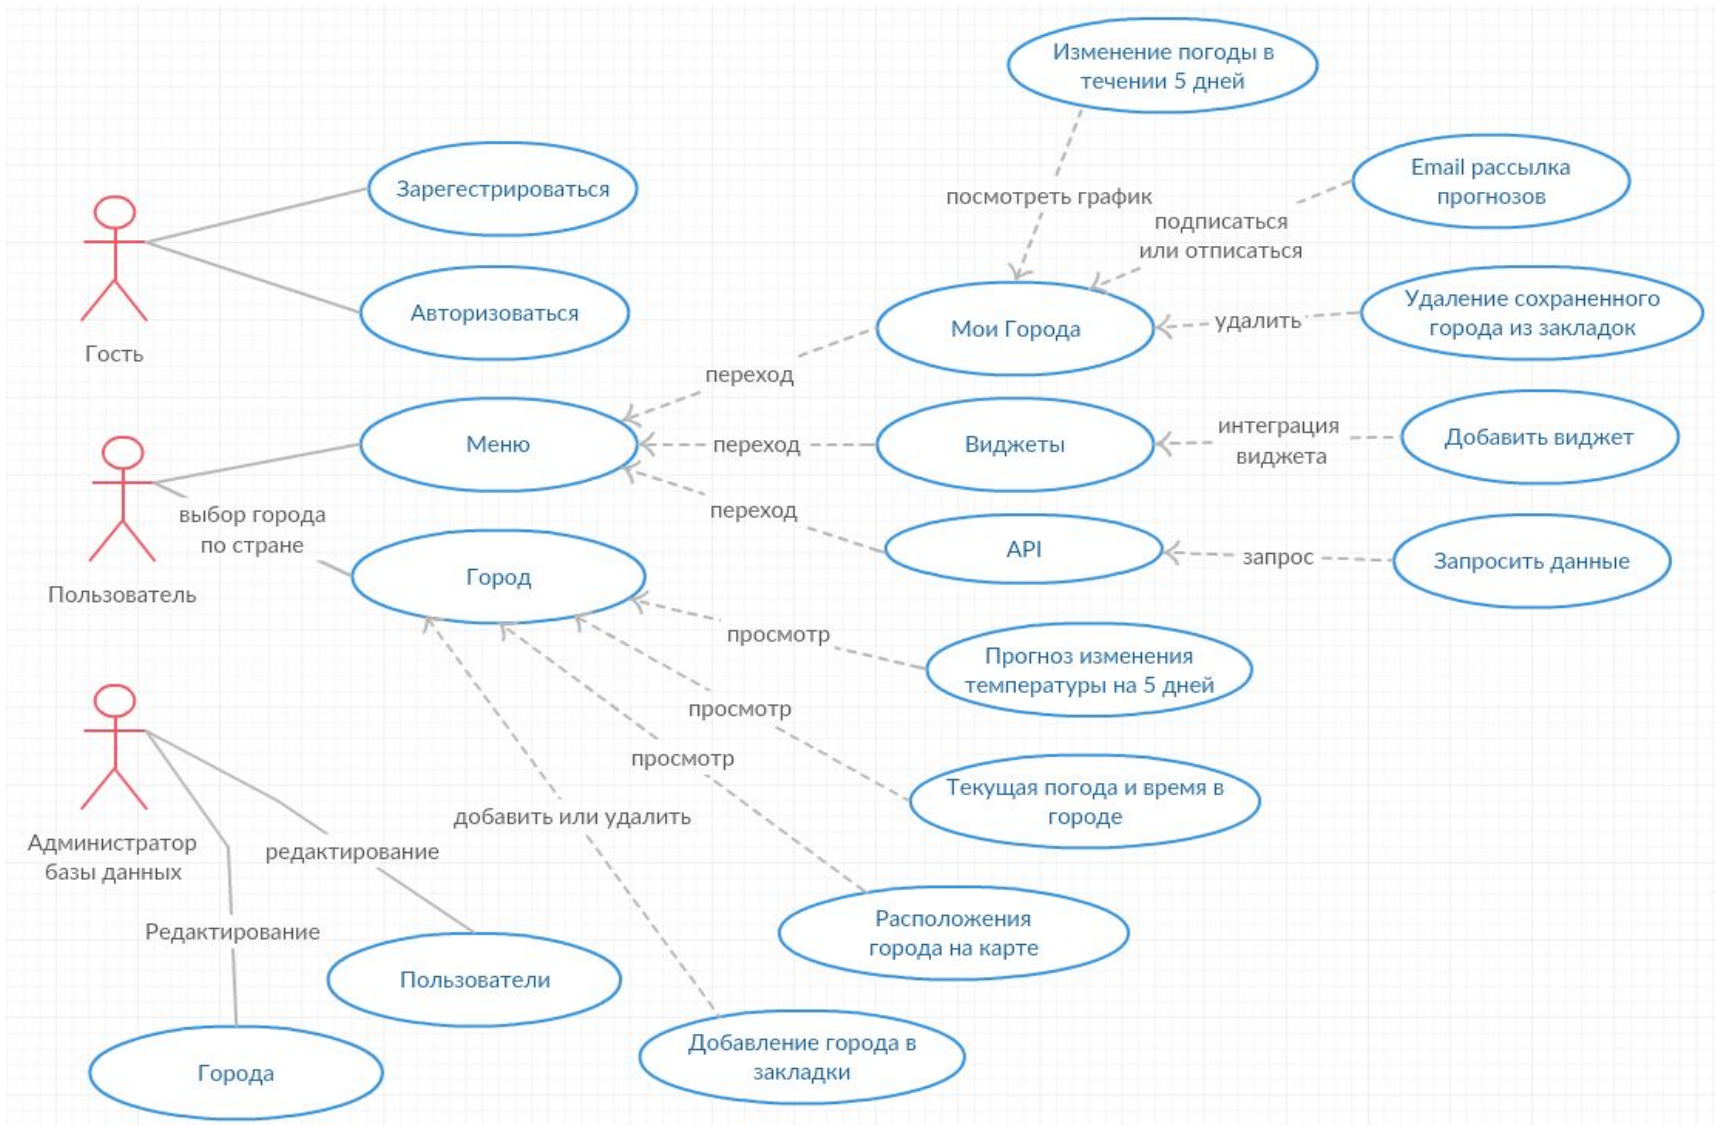 Изменение погоды в
течении 5 дней
Email рассылка
прогнозов
Зарегестрироваться
посмотреть график
подписаться
или отписаться
Удаление сохраненного
города из закладок
Авторизоваться
Мои Города
удалить
Гость
переход
Меню
переход
Виджеты
интеграция
виджета
Добавить виджет
выбор города
по стране
переход
API
запрос
Запросить данные
Пользователь
Город
просмотр
Прогноз изменения
температуры на 5 дней
просмотр
просмотр
Текущая погода и время в
городе
добавить или удалить
Администратор
базы данных
редактирование
Расположения
города на карте
Редактирование
Пользователи
Добавление города в
закладки
Города